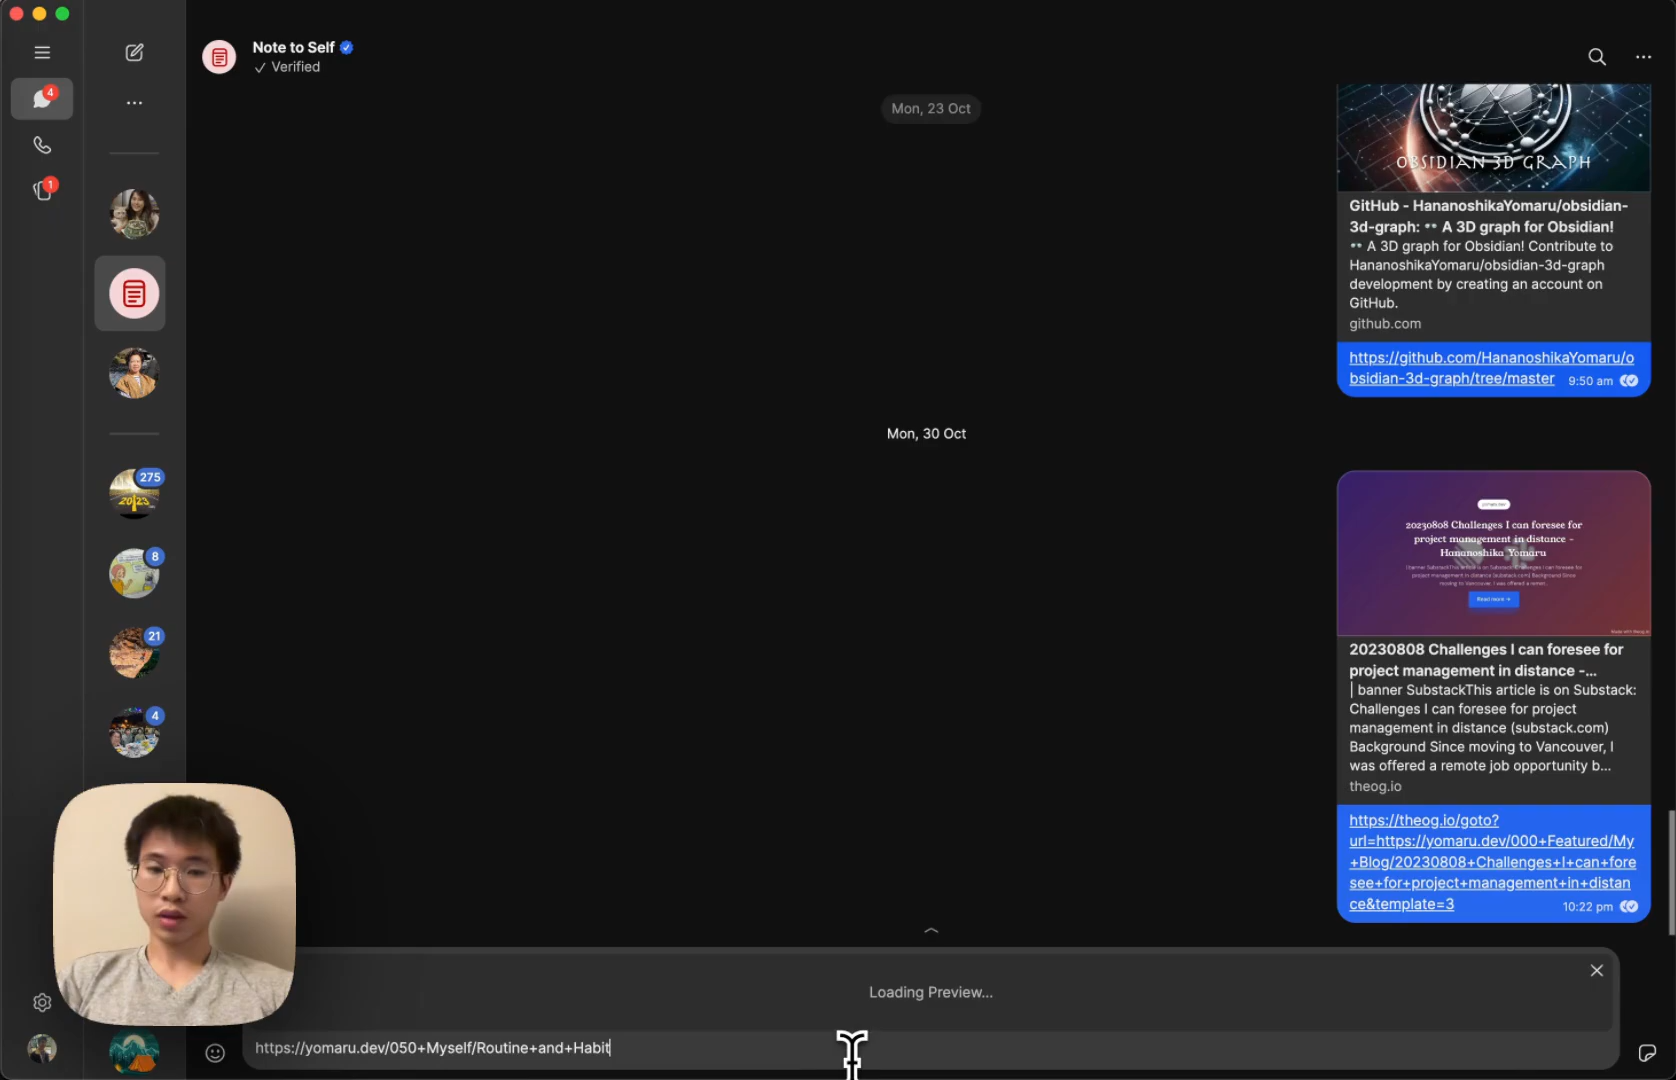 4
1
Note to Self
Verified
275
8
21
4
2023
Mon, 23 Oct
OBSIDIAN 3D GRAPH
GitHub - HananoshikaYomaru/obsidian-
3d-graph: 👀 A 3D graph for Obsidian!
👀 A 3D graph for Obsidian! Contribute to
HananoshikaYomaru/obsidian-3d-graph
development by creating an account on
GitHub.
github.com
https://github.com/HananoshikaYomaru/o
bsidian-3d-graph/tree/master
9:50 am
Mon, 30 Oct
20230808 Challenges I can foresee for
project management in distance -
Hananoshika Yomaru
Read more →
20230808 Challenges I can foresee for
project management in distance -...
| banner SubstackThis article is on Substack:
Challenges I can foresee for project
management in distance (substack.com)
Background Since moving to Vancouver, I
was offered a remote job opportunity b...
theog.io
https://theog.io/goto?
url=https://yomaru.dev/000+Featured/My
+Blog/20230808+Challenges+I+can+fore
see+for+project+management+in+distan
ce&template=3
10:22 pm
Loading Preview...
https://yomaru.dev/050+Myself/Routine+and+Habit